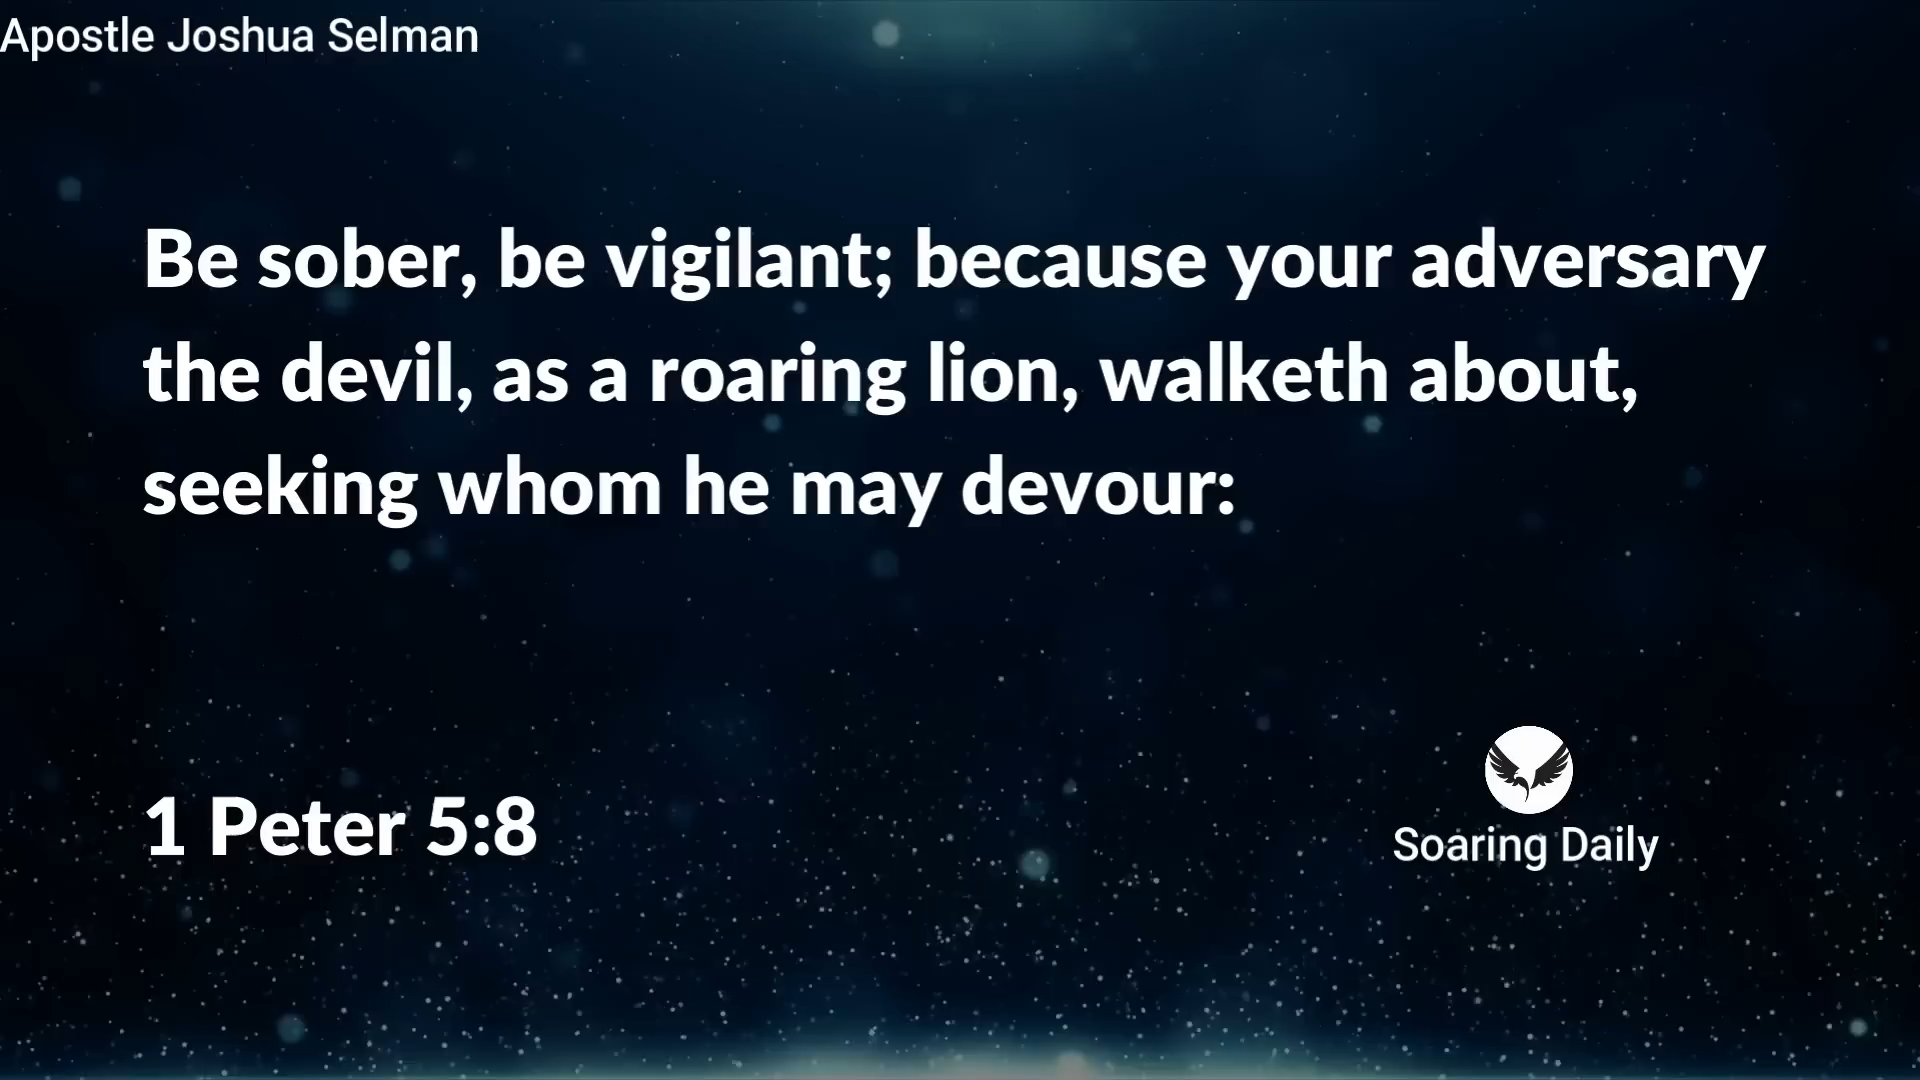 Apostle Joshua Selman
Be sober, be vigilant; because your adversary
the devil, as a roaring lion, walketh about,
seeking whom he may devour:
1 Peter 5:8
Soaring Daily